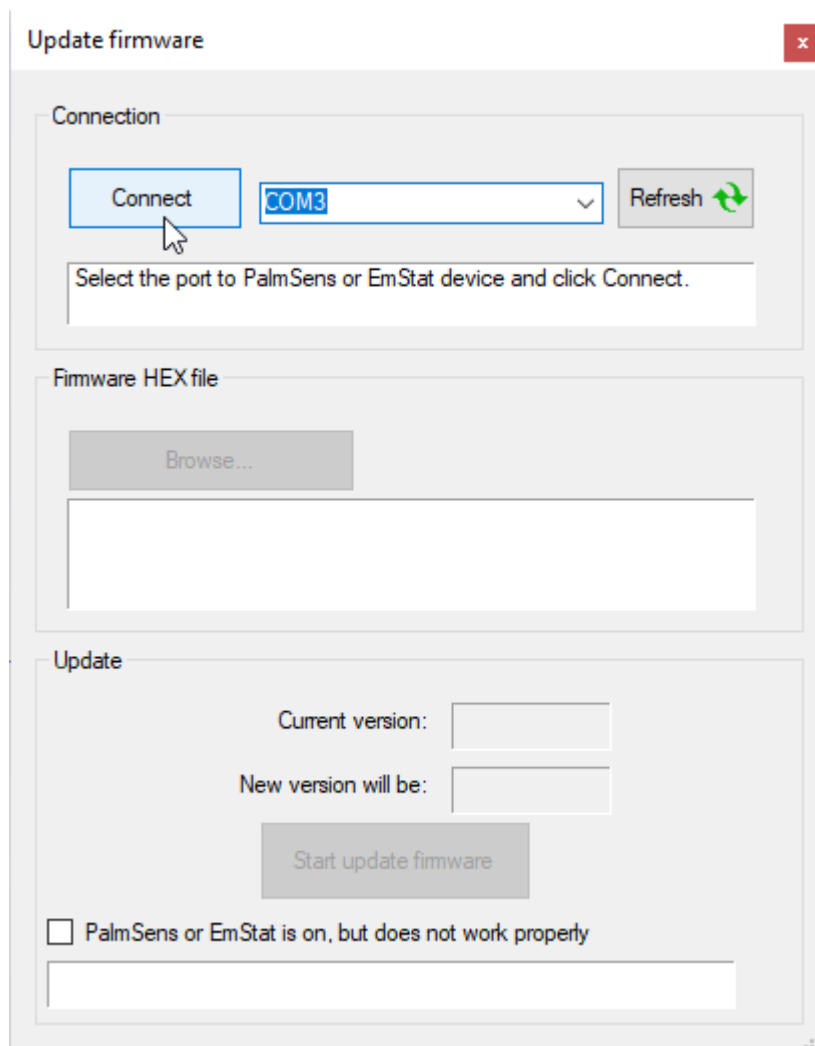 Update firmware
x
Connection
Connect
COM3
Refresh
Select the port to PalmSens or EmStat device and click Connect.
Firmware HEX file
Browse...
Update
Current version:
New version will be:
Start update firmware
PalmSens or EmStat is on, but does not work properly